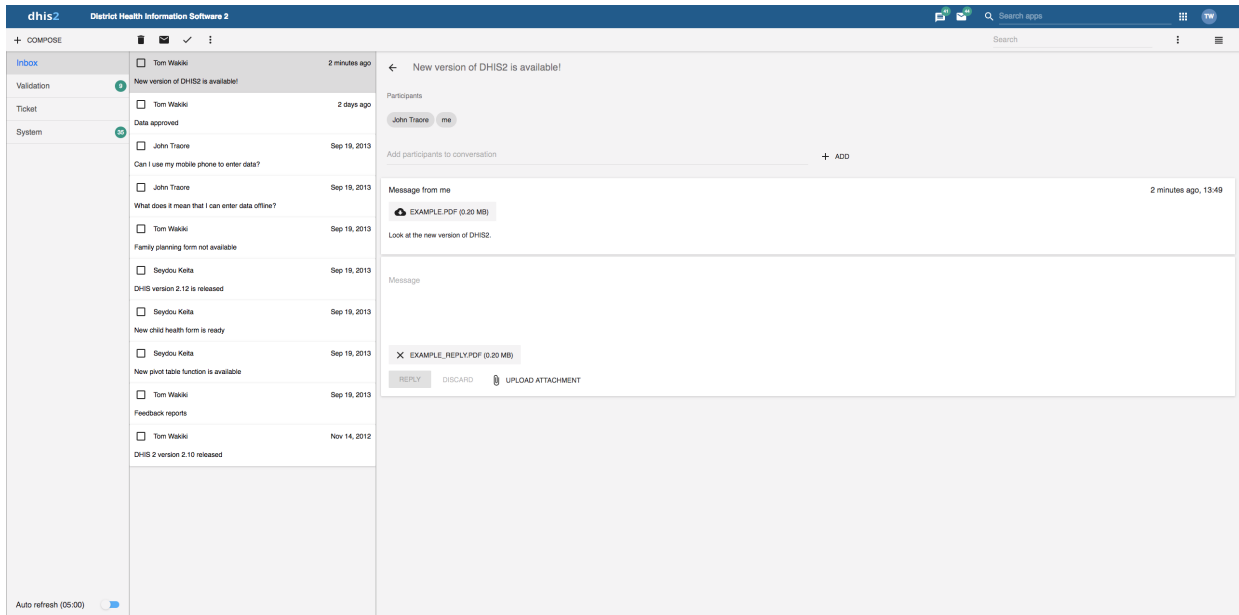 dhis2 District Health Information Software 2 41 64 Search apps TW
+ COMPOSE
Search
Inbox
Validation 9
Ticket
System 35
Auto refresh (05:00)
Tom Wakiki 2 minutes ago
New version of DHIS2 is available!
Tom Wakiki 2 days ago
Data approved
John Traore Sep 19, 2013
Can I use my mobile phone to enter data?
John Traore Sep 19, 2013
What does it mean that I can enter data offline?
Tom Wakiki Sep 19, 2013
Family planning form not available
Seydou Keita Sep 19, 2013
DHIS version 2.12 is released
Seydou Keita Sep 19, 2013
New child health form is ready
Seydou Keita Sep 19, 2013
New pivot table function is available
Tom Wakiki Sep 19, 2013
Feedback reports
Tom Wakiki Nov 14, 2012
DHIS 2 version 2.10 released
New version of DHIS2 is available!
Participants
John Traore me
Add participants to conversation + ADD
Message from me 2 minutes ago, 13:49
EXAMPLE.PDF (0.20 MB)
Look at the new version of DHIS2.
Message
EXAMPLE_REPLY.PDF (0.20 MB)
REPLY DISCARD UPLOAD ATTACHMENT